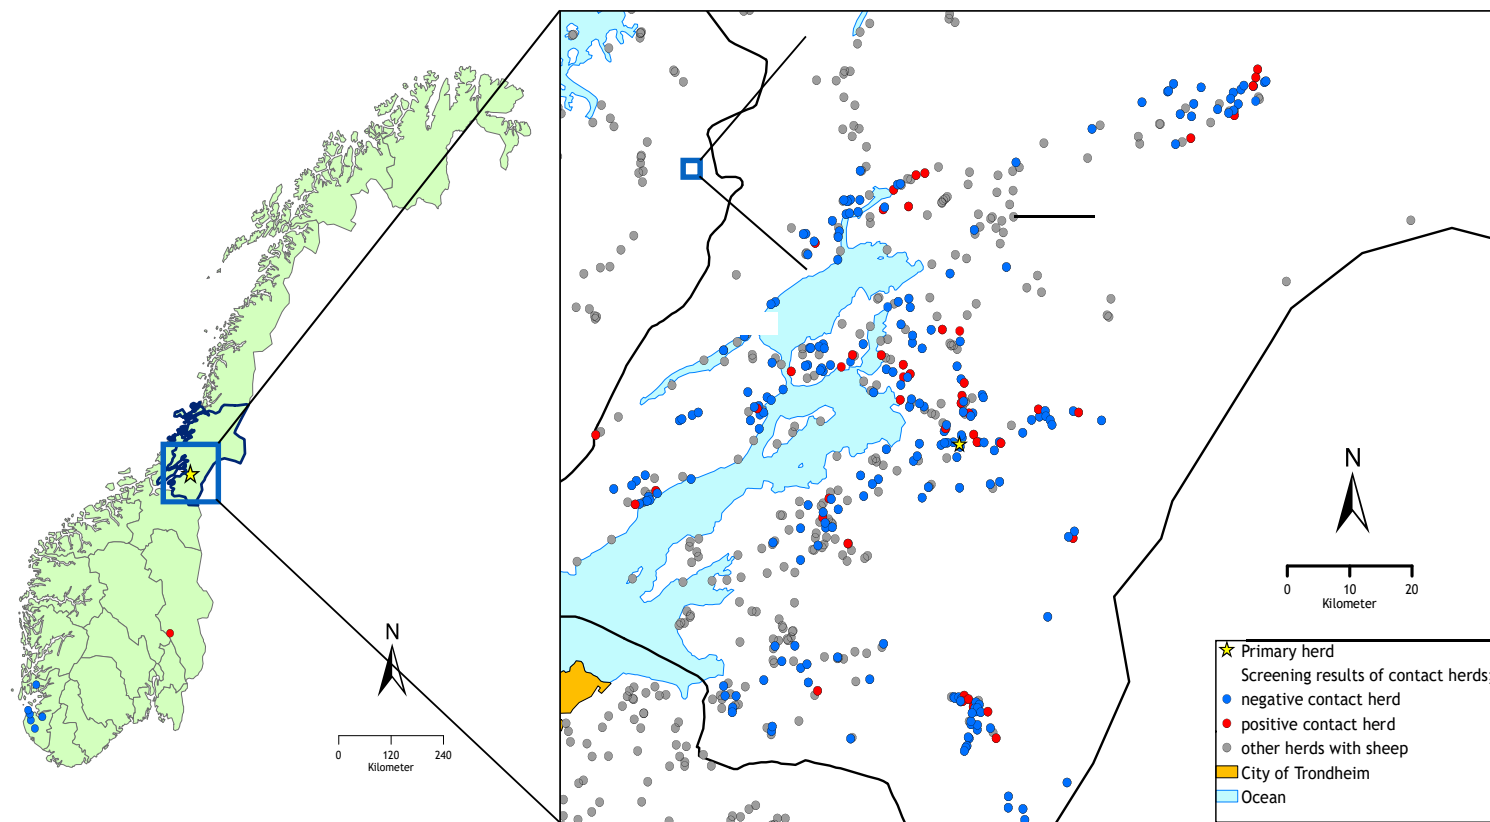 N
0 120 240
Kilometer
N
0 10 20
Kilometer
Primary herd
Screening results of contact herds;
negative contact herd
positive contact herd
other herds with sheep
City of Trondheim
Ocean